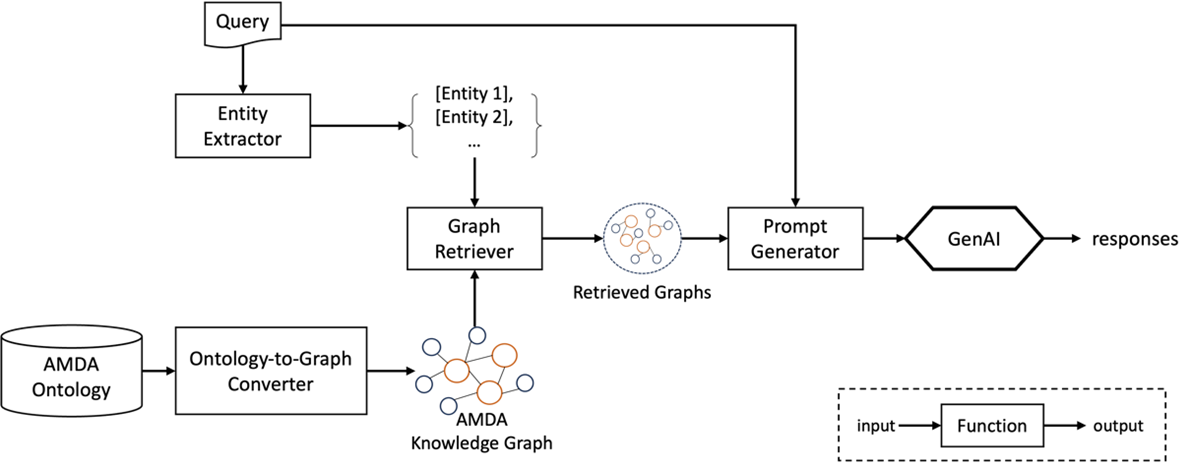 Query
Entity
Extractor
[Entity 1],
[Entity 2],
...
Graph
Retriever
Retrieved Graphs
Prompt
Generator
GenAI
responses
AMDA
Ontology
Ontology-to-Graph
Converter
AMDA
Knowledge Graph
input
Function
output